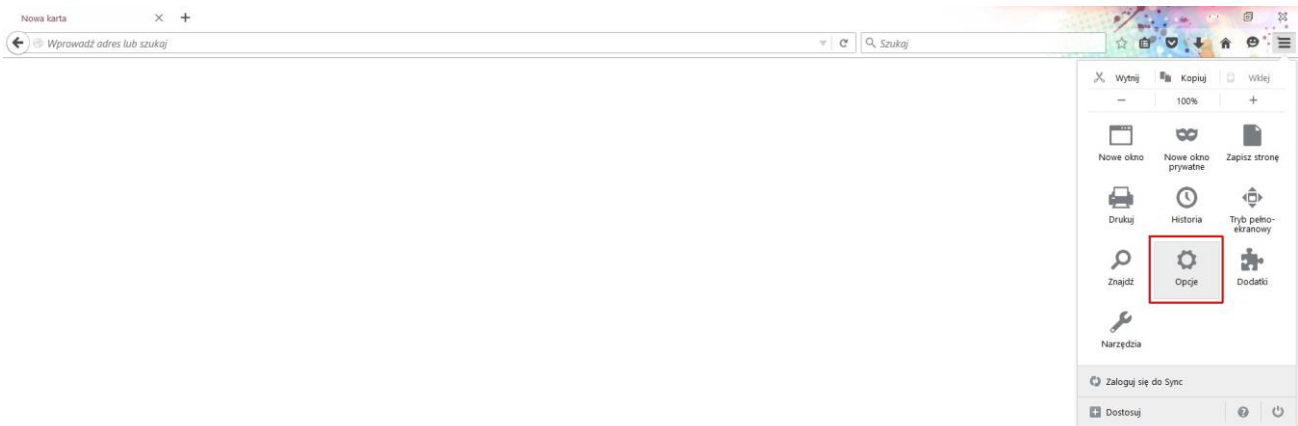 Nowa karta
Wprowadź adres lub szukaj
Szukaj
Wytnij Kopiuj Wklej
100%
Nowe okno
Nowe okno prywatne
Zapisz stronę
Drukuj
Historia
Tryb pełno-
ekranowy
Znajdź
Opcje
Dodatki
Narzędzia
Zaloguj się do Sync
Dostosuj